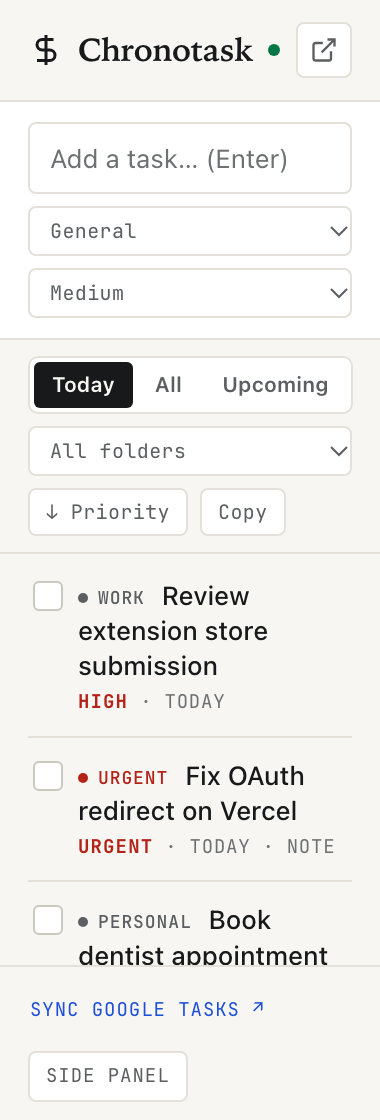 Chronotask
Add a task... (Enter)
General
Medium
Today All Upcoming
All folders
↓ Priority Copy
WORK Review
extension store
submission
HIGH · TODAY
URGENT Fix OAuth
redirect on Vercel
URGENT · TODAY · NOTE
PERSONAL Book
dentist appointment
SYNC GOOGLE TASKS ↗
SIDE PANEL